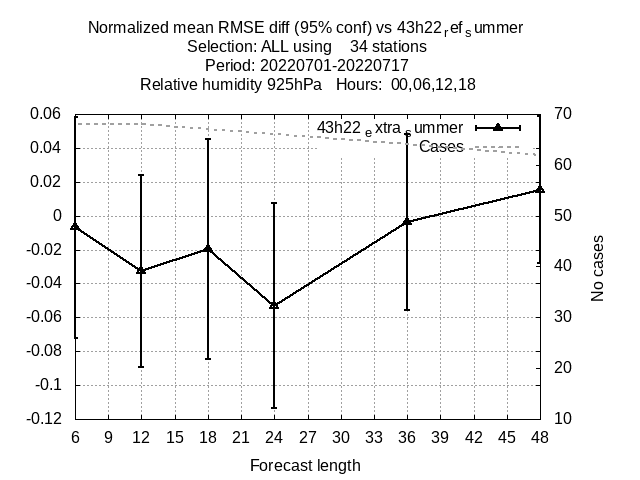 Normalized mean RMSE diff (95% conf) vs 43h22refsummer
Selection: ALL using 34 stations
Period: 20220701-20220717
Relative humidity 925hPa Hours: 00,06,12,18
43h22extrasummer
Cases
0.06
0.04
0.02
0
-0.02
-0.04
-0.06
-0.08
-0.1
-0.12
70
60
50
40
30
20
10
No cases
6 9 12 15 18 21 24 27 30 33 36 39 42 45 48
Forecast length